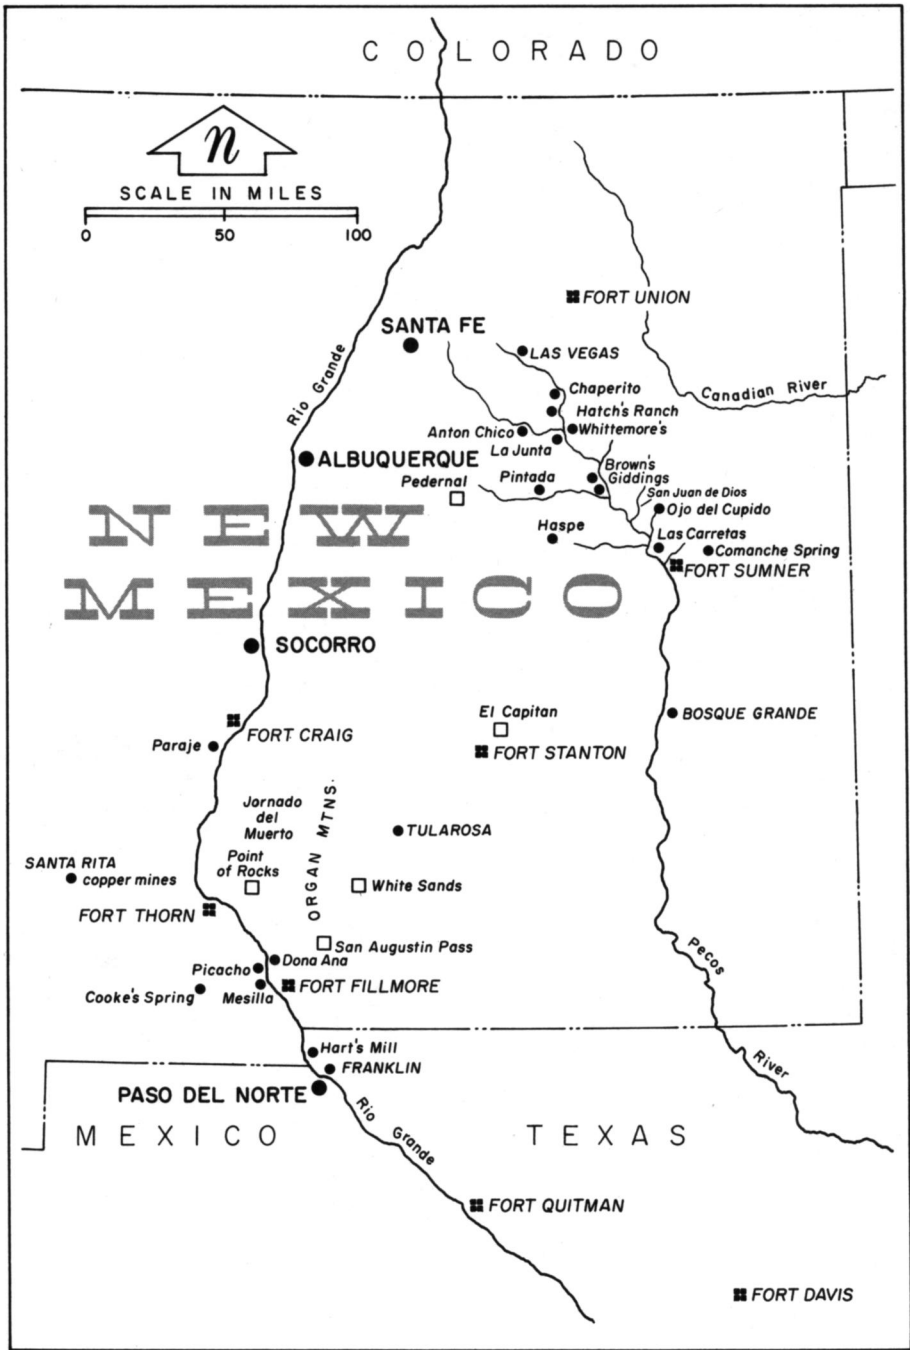 COLORADO
n
SCALE IN MILES
0 50 100
FORT UNION
SANTA FE
LAS VEGAS
Rio Grande
Chaperito
Canadian River
Hatch's Ranch
Anton Chico
Whittemore's
La Junta
ALBUQUERQUE
Brown's
Giddings
Pedernal
Pintada
San Juan de Dios
Ojo del Cupido
NEW
Haspe
Las Carretas
Comanche Spring
FORT SUMNER
MEXICO
SOCORRO
El Capitan
BOSQUE GRANDE
FORT CRAIG
Paraje
FORT STANTON
Jornado
del
Muerto
ORGAN MTNS.
TULAROSA
SANTA RITA
copper mines
Point
of Rocks
White Sands
FORT THORN
San Augustin Pass
Pecos
Dona Ana
Picacho
Cooke's Spring
Mesilla
FORT FILLMORE
Hart's Mill
FRANKLIN
River
PASO DEL NORTE
Rio
Grande
MEXICO
TEXAS
FORT QUITMAN
FORT DAVIS